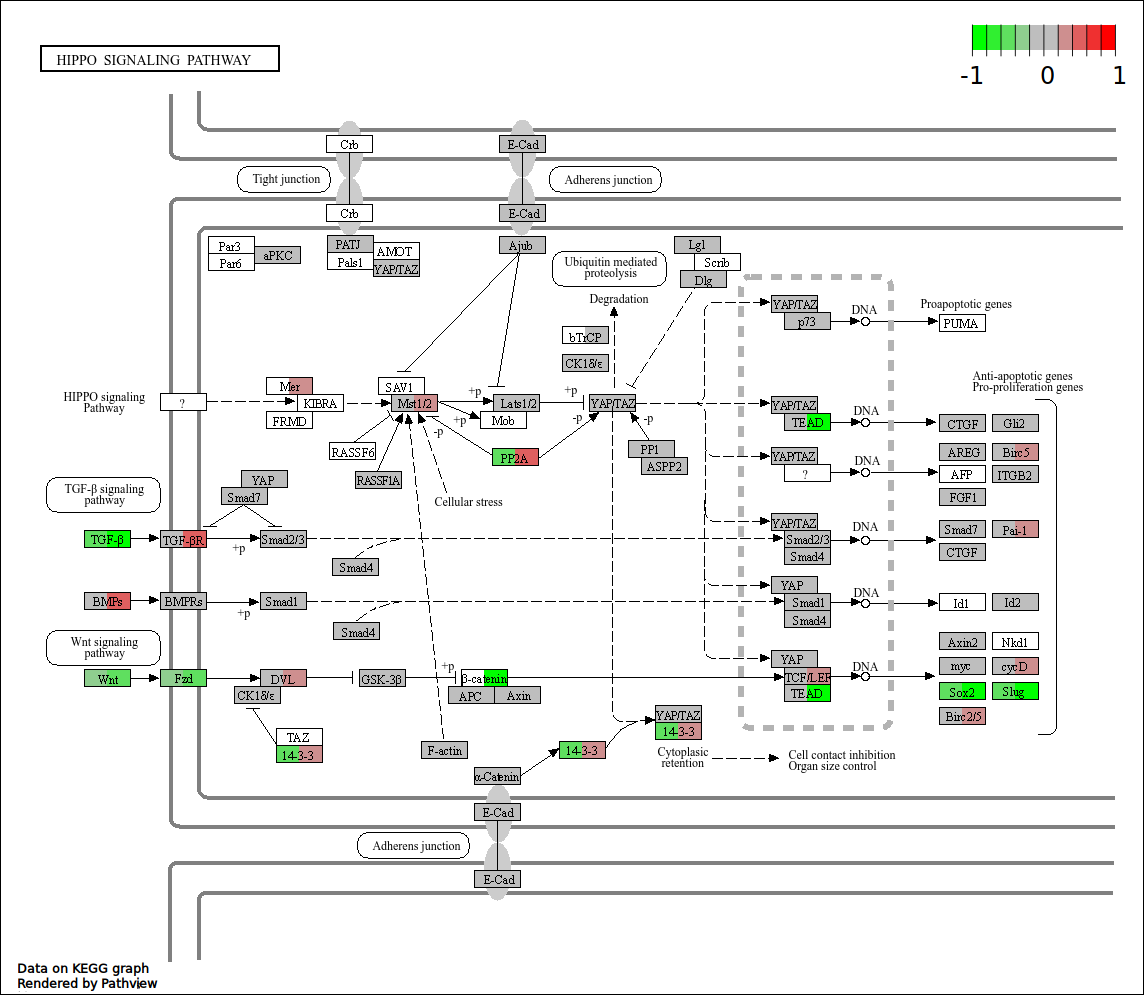 HIPPO SIGNALING PATHWAY
-1 0 1
Crb
E-Cad
Tight junction
Adherens junction
Crb
E-Cad
Par3
Par6
aPKC
PATJ
Pals1
AMOT
YAP/TAZ
Ajub
Ubiquitin mediated
proteolysis
Lgl
Scrib
Dlg
Degradation
bTrCP
CK1δ/ε
YAP/TAZ
p73
DNA
Proapoptotic genes
PUMA
HIPPO signaling
Pathway
?
Mer
KIBRA
FRMD
SAV1
Mst1/2
+p
+p
-p
Lats1/2
Mob
+p
-p
YAP/TAZ
-p
RASSF6
RASSF1A
PP2A
PP1
ASPP2
Cellular stress
Anti-apoptotic genes
Pro-proliferation genes
YAP/TAZ
TEAD
DNA
CTGF
Gli2
YAP/TAZ
?
DNA
AREG
Birc5
AFP
ITGB2
FGF1
TGF-β signaling
pathway
YAP
Smad7
TGF-β
TGF-βR
+p
Smad2/3
Smad4
YAP/TAZ
Smad2/3
Smad4
DNA
Smad7
Pai-1
CTGF
BMPs
BMPRs
+p
Smad1
Smad4
YAP
Smad1
Smad4
DNA
Id1
Id2
Wnt signaling
pathway
Wnt
Fzd
DVL
CK1δ/ε
GSK-3β
+p
β-catenin
APC
Axin
YAP
TCF/LEF
TEAD
DNA
Axin2
Nkd1
myc
cycD
Sox2
Slug
Birc2/5
TAZ
14-3-3
F-actin
14-3-3
YAP/TAZ
14-3-3
Cytoplasic
retention
Cell contact inhibition
Organ size control
α-Catenin
E-Cad
Adherens junction
E-Cad
Data on KEGG graph
Rendered by Pathview